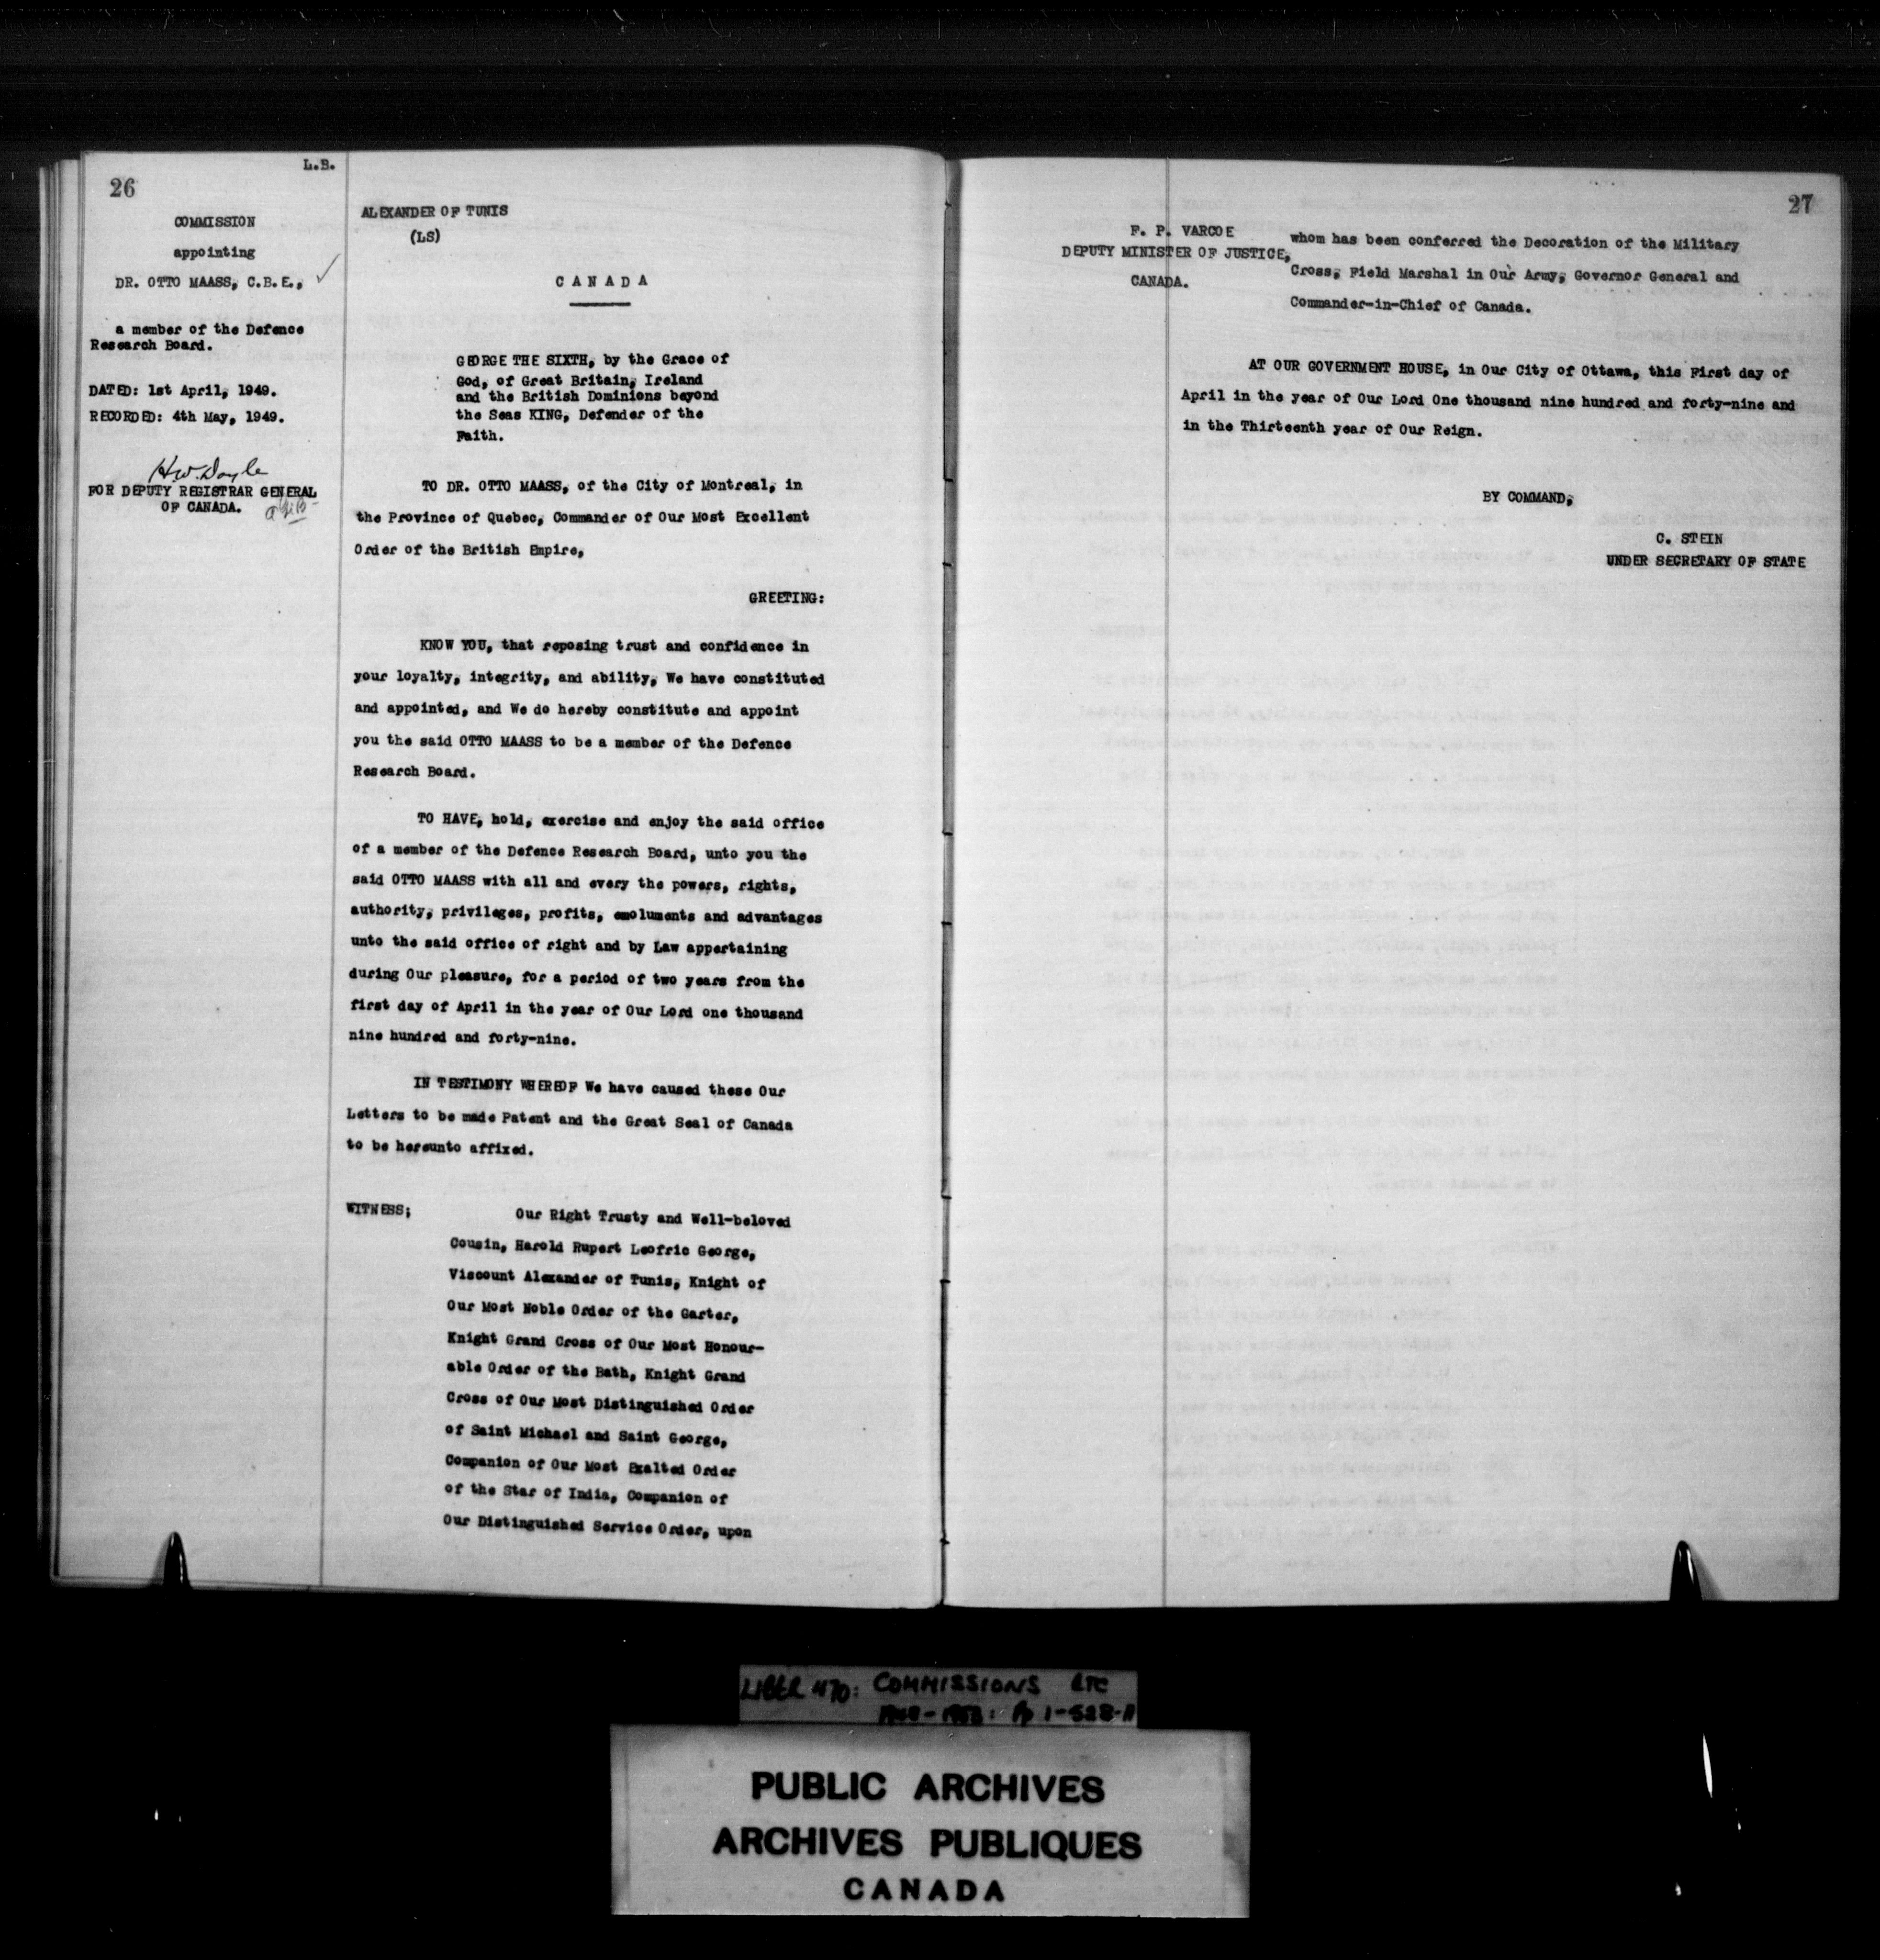 L.B.
26
COMMISSION
appointing
DR. OTTO MAASS, C.B.E.,
a member of the Defence
Research Board.
DATED: 1st April, 1949.
RECORDED: 4th May, 1949.
H.W. Doyle
FOR DEPUTY REGISTRAR GENERAL
OF CANADA.
ALEXANDER OF TUNIS
(LS)
CANADA
GEORGE THE SIXTH, by the Grace of
God, of Great Britain, Ireland
and the British Dominions beyond
the Seas KING, Defender of the
Faith.
TO DR. OTTO MAASS, of the City of Montreal, in
the Province of Quebec, Commander of Our Most Excellent
Order of the British Empire,
GREETING:
KNOW YOU, that reposing trust and confidence in
your loyalty, integrity, and ability, We have constituted
and appointed, and We do hereby constitute and appoint
you the said OTTO MAASS to be a member of the Defence
Research Board.
TO HAVE, hold, exercise and enjoy the said office
of a member of the Defence Research Board, unto you the
said OTTO MAASS with all and every the powers, rights,
authority, privileges, profits, emoluments and advantages
unto the said office of right and by Law appertaining
during Our pleasure, for a period of two years from the
first day of April in the year of Our Lord one thousand
nine hundred and forty-nine.
IN TESTIMONY WHEREOF We have caused these Our
Letters to be made Patent and the Great Seal of Canada
to be hereunto affixed.
WITNESS; Our Right Trusty and Well-beloved
Cousin, Harold Rupert Leofric George,
Viscount Alexander of Tunis, Knight of
Our Most Noble Order of the Garter,
Knight Grand Cross of Our Most Honour-
able Order of the Bath, Knight Grand
Cross of Our Most Distinguished Order
of Saint Michael and Saint George,
Companion of Our Most Exalted Order
of the Star of India, Companion of
Our Distinguished Service Order, upon
27
F. P. VARCOE
DEPUTY MINISTER OF JUSTICE,
CANADA.
whom has been conferred the Decoration of the Military
Cross, Field Marshal in Our Army, Governor General and
Commander-in-Chief of Canada.
AT OUR GOVERNMENT HOUSE, in Our City of Ottawa, this First day of
April in the year of Our Lord One thousand nine hundred and forty-nine and
in the Thirteenth year of Our Reign.
BY COMMAND,
C. STEIN
UNDER SECRETARY OF STATE
LIBER 470: COMMISSIONS ETC
: Pp 1-528-
PUBLIC ARCHIVES
ARCHIVES PUBLIQUES
CANADA